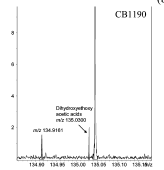 CB1190
8
6
Dihydroxyethoxy
acetic acids
m/z 135.0300
m/z 134.9161
4
2
134.90 134.95 135.00 135.05 135.10